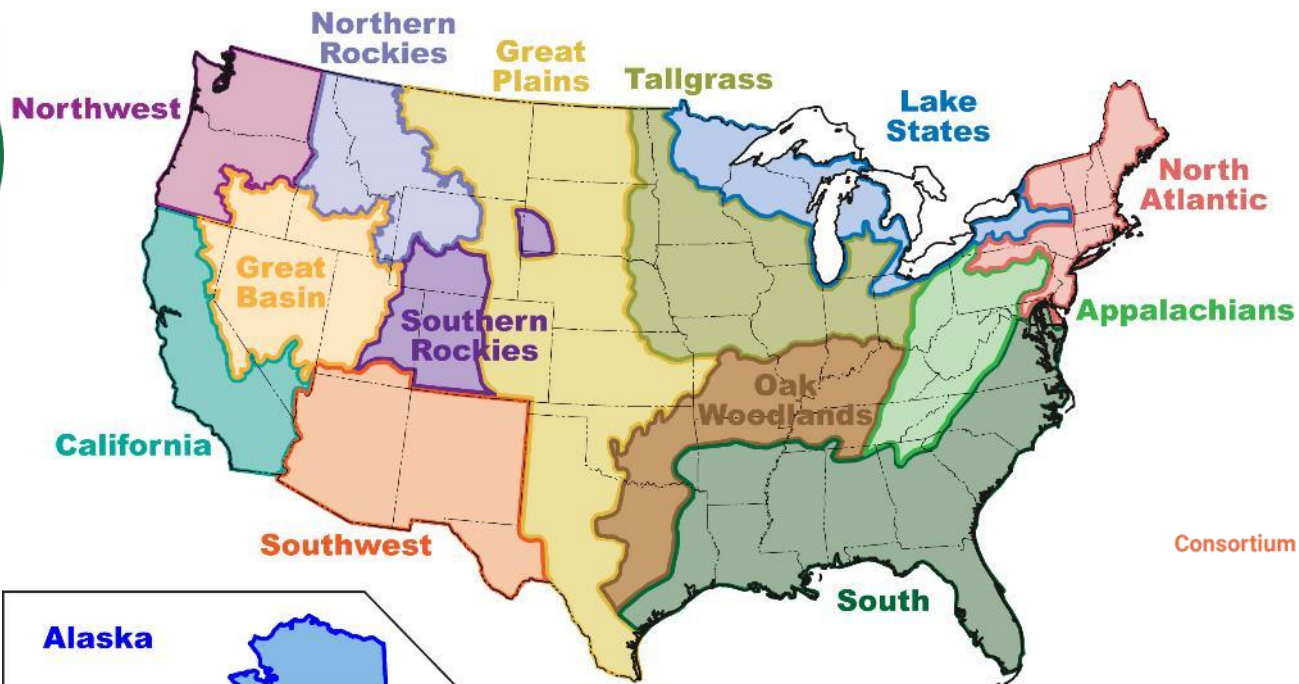 Northern
Rockies
Great
Plains
Tallgrass
Northwest
Lake
States
North
Atlantic
Great
Basin
Southern
Rockies
Appalachians
Oak
Woodlands
California
Southwest
Consortium
South
Alaska